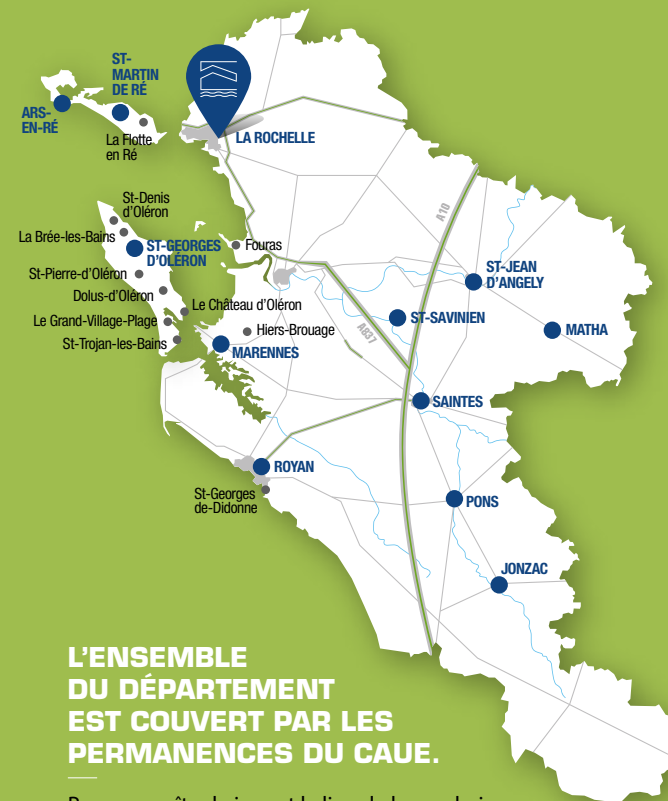 ST-
MARTIN
DE RÉ
ARS-
EN-RÉ
La Flotte
en Ré
LA ROCHELLE
St-Denis
d'Oléron
La Brée-les-Bains
ST-GEORGES
D'OLÉRON
Fouras
St-Pierre-d'Oléron
Dolus-d'Oléron
Le Château d'Oléron
Le Grand-Village-Plage
Hiers-Brouage
St-Trojan-les-Bains
MARENNES
A10
A837
ST-JEAN
D'ANGELY
ST-SAVINIEN
MATHA
SAINTES
ROYAN
St-Georges
de-Didonne
PONS
JONZAC
L'ENSEMBLE
DU DÉPARTEMENT
EST COUVERT PAR LES
PERMANENCES DU CAUE.